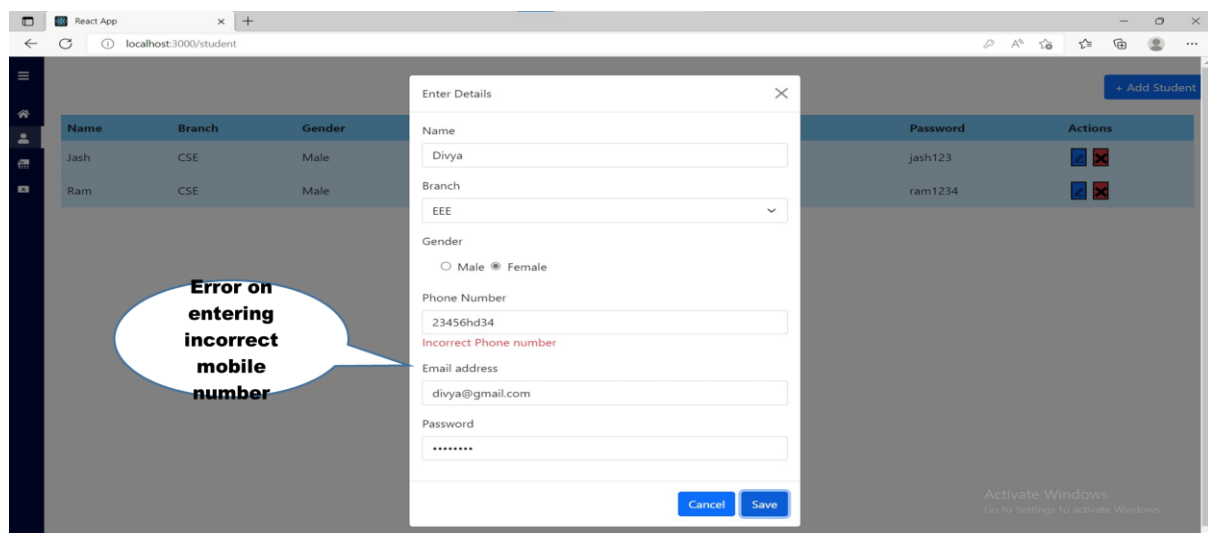 React App
localhost:3000/student
+ Add Student
Name Branch Gender Password Actions
Jash CSE Male jash123
Ram CSE Male ram1234
Enter Details
Name
Divya
Branch
EEE
Gender
Male Female
Phone Number
23456hd34
Incorrect Phone number
Email address
divya@gmail.com
Password
••••••••
Cancel Save
Error on
entering
incorrect
mobile
number
Activate Windows
Go to Settings to activate Windows.